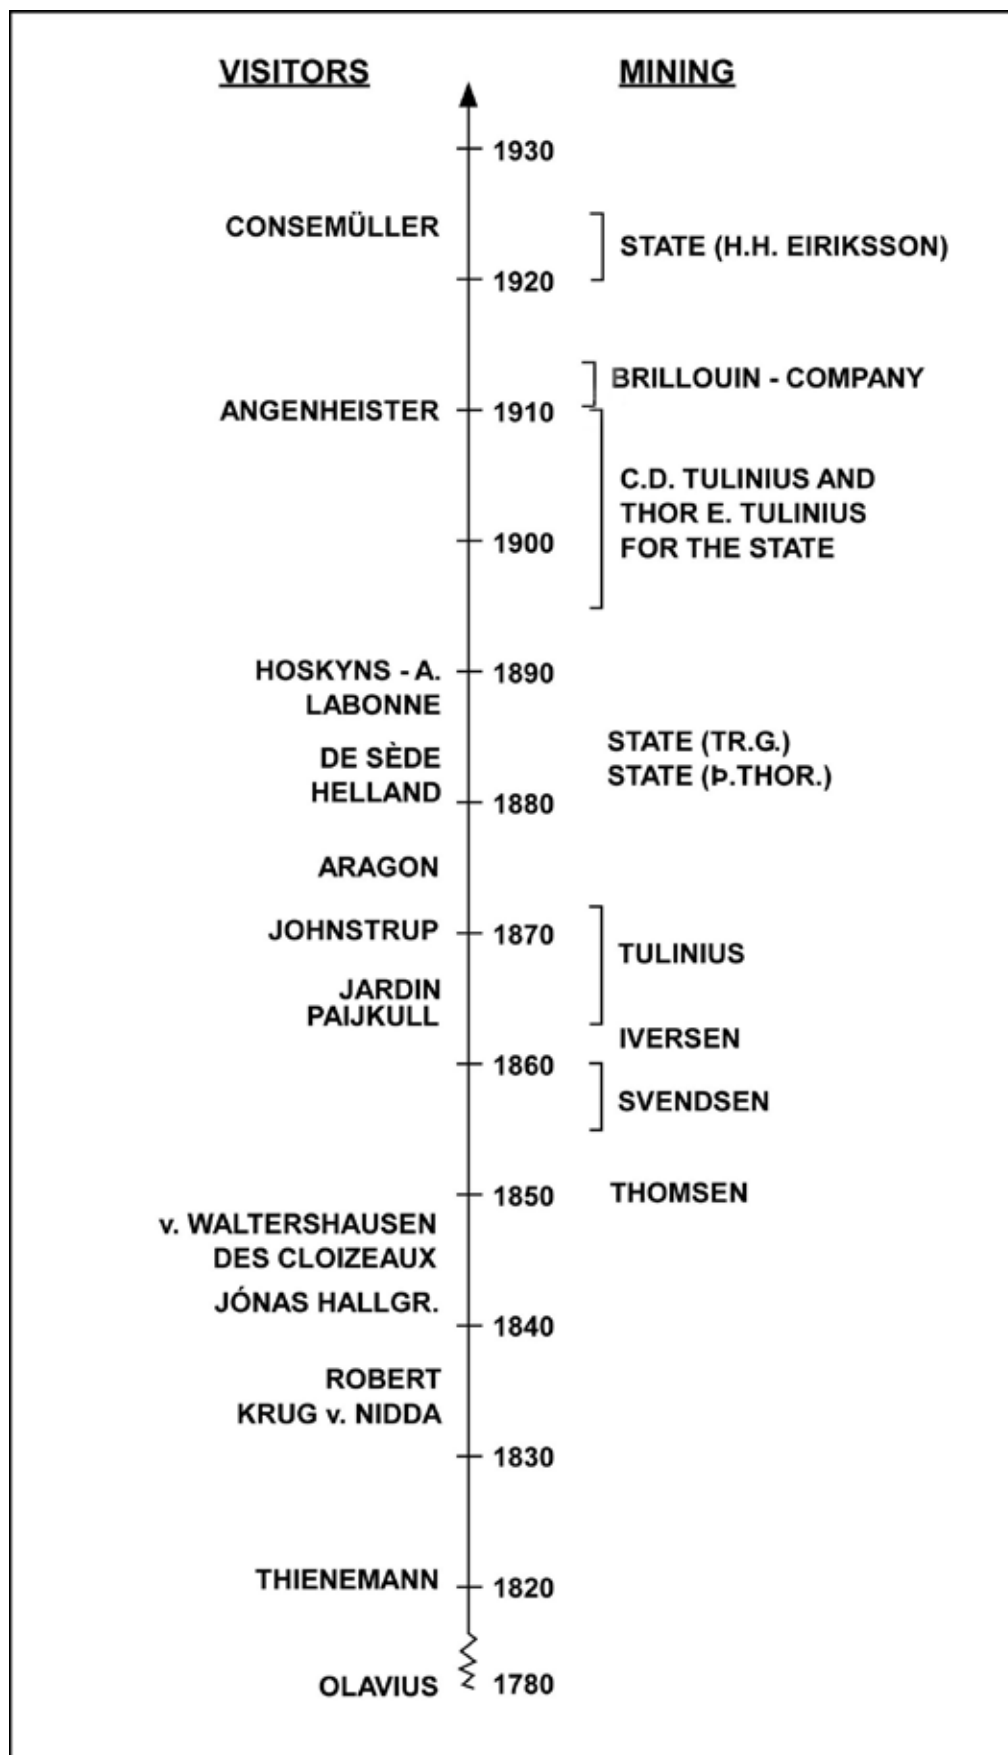 VISITORS
MINING
1930
CONSEMÜLLER
STATE (H.H. EIRIKSSON)
1920
BRILLOUIN - COMPANY
ANGENHEISTER
1910
C.D. TULINIUS AND
THOR E. TULINIUS
FOR THE STATE
1900
HOSKYNS - A.
LABONNE
1890
STATE (TR.G.)
STATE (Þ.THOR.)
DE SÈDE
HELLAND
1880
ARAGON
JOHNSTRUP
1870
TULINIUS
JARDIN
PAIJKULL
IVERSEN
1860
SVENDSEN
1850
THOMSEN
v. WALTERSHAUSEN
DES CLOIZEAUX
JÓNAS HALLGR.
1840
ROBERT
KRUG v. NIDDA
1830
THIENEMANN
1820
OLAVIUS
1780